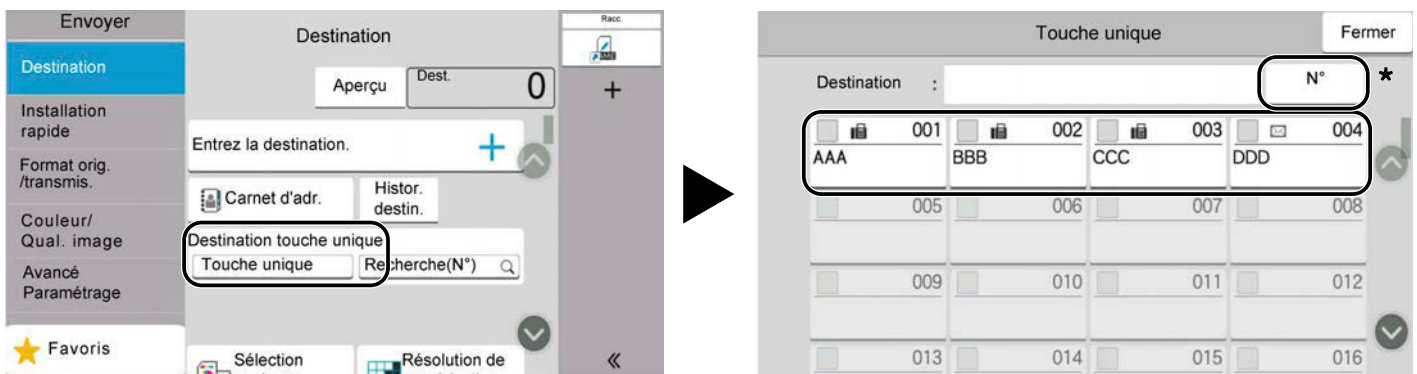 Envoyer
Destination
Installation
rapide
Format orig.
/transmis.
Couleur/
Qual. image
Avancé
Paramétrage
Favoris
Destination
Aperçu
Dest.
0
Entrez la destination.
+
Carnet d'adr.
Histor.
destin.
Destination touche unique
Touche unique
Recherche(N°)
Sélection
Résolution de
Racc.
+
«
Touche unique
Fermer
Destination :
N°
*
001 002 003 004
AAA BBB CCC DDD
005 006 007 008
009 010 011 012
013 014 015 016